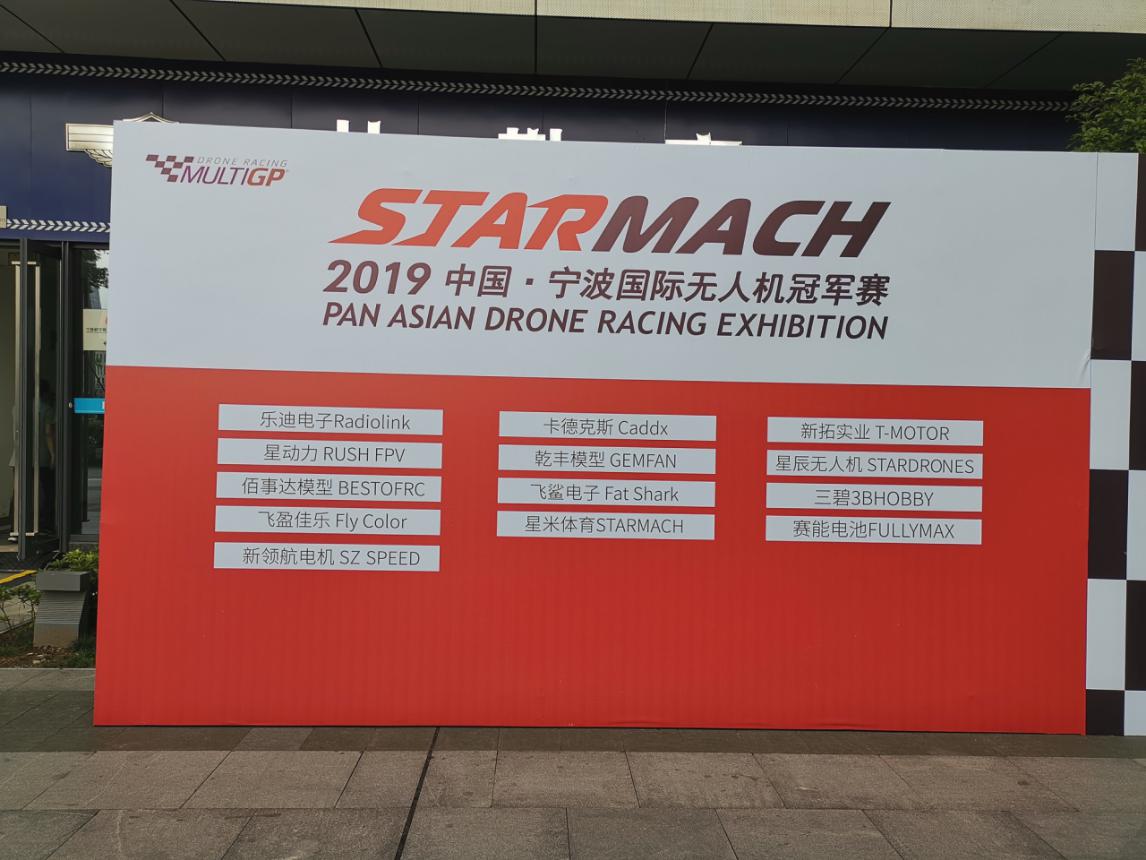 DRONE RACING
MULTIGP
STARMACH
2019 中国·宁波国际无人机冠军赛
PAN ASIAN DRONE RACING EXHIBITION
乐迪电子Radiolink
星动力 RUSH FPV
佰事达模型 BESTOFRC
飞盈佳乐 Fly Color
新领航电机 SZ SPEED
卡德克斯 Caddx
乾丰模型 GEMFAN
飞鲨电子 Fat Shark
星米体育STARMACH
新拓实业 T-MOTOR
星辰无人机 STARDRONES
三碧3BHOBBY
赛能电池FULLYMAX